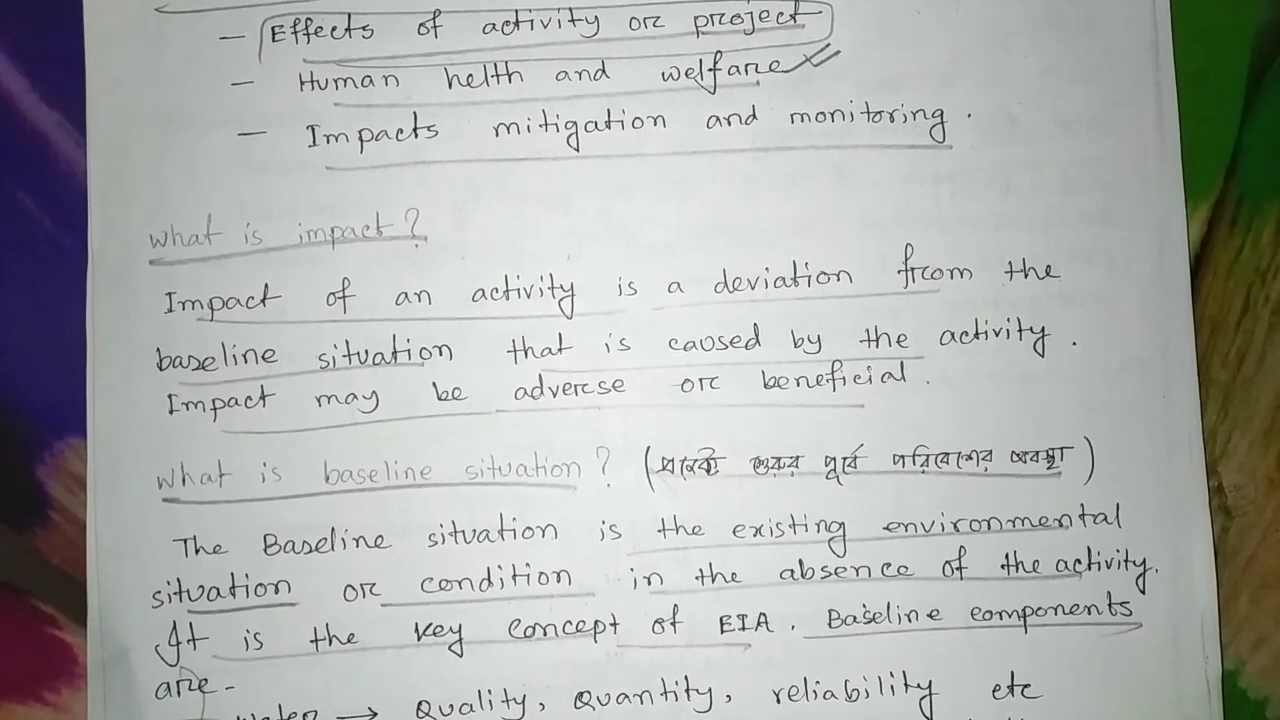 — Effects of activity or project
— Human helth and welfare
— Impacts mitigation and monitoring.
What is impact?
Impact of an activity is a deviation from the
baseline situation that is caused by the activity.
Impact may be adverse or beneficial.
What is baseline situation? (প্রজেক্ট শুরুর পূর্বে পরিবেশের অবস্থা)
The Baseline situation is the existing environmental
situation or condition in the absence of the activity.
It is the key concept of EIA. Baseline components
are-
Water → Quality, Quantity, reliability etc